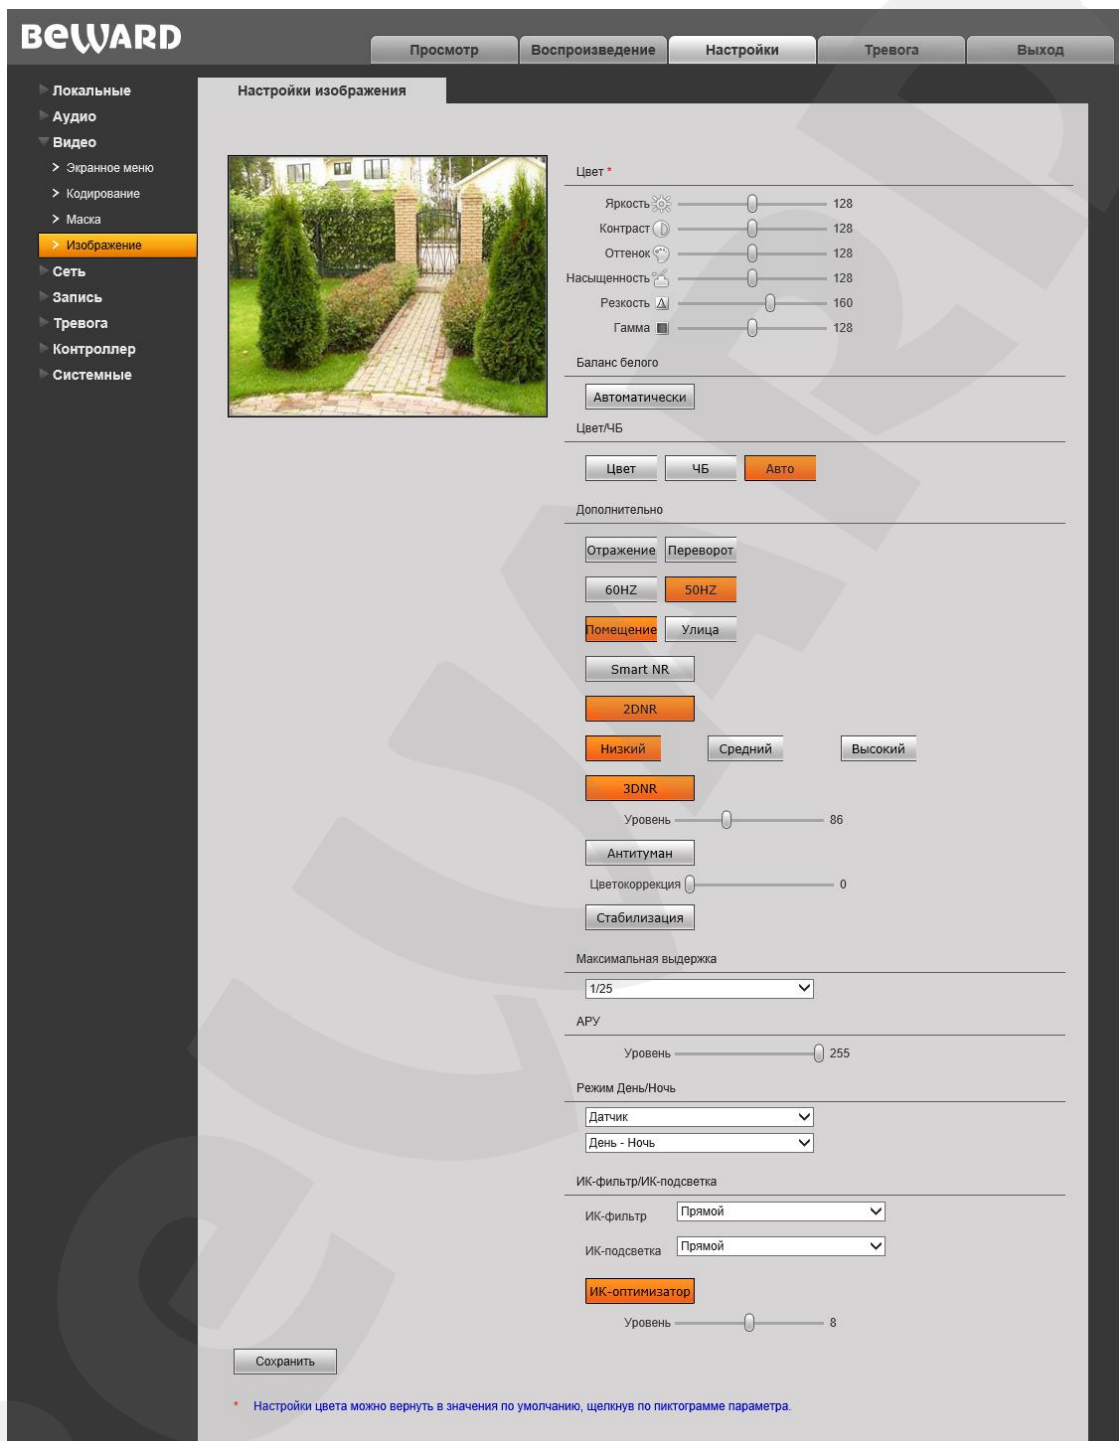 BEWARD
Просмотр Воспроизведение Настройки Тревога Выход
Локальные
Аудио
Видео
> Экранное меню
> Кодирование
> Маска
> Изображение
Сеть
Запись
Тревога
Контроллер
Системные
Настройки изображения
Цвет *
Яркость 128
Контраст 128
Оттенок 128
Насыщенность 128
Резкость 160
Гамма 128
Баланс белого
Автоматически
Цвет/ЧБ
Цвет ЧБ Авто
Дополнительно
Отражение Переворот
60HZ 50HZ
Помещение Улица
Smart NR
2DNR
Низкий Средний Высокий
3DNR
Уровень 86
Антитуман
Цветокоррекция 0
Стабилизация
Максимальная выдержка
1/25
АРУ
Уровень 255
Режим День/Ночь
Датчик
День - Ночь
ИК-фильтр/ИК-подсветка
ИК-фильтр Прямой
ИК-подсветка Прямой
ИК-оптимизатор
Уровень 8
Сохранить
* Настройки цвета можно вернуть в значения по умолчанию, щелкнув по пиктограмме параметра.